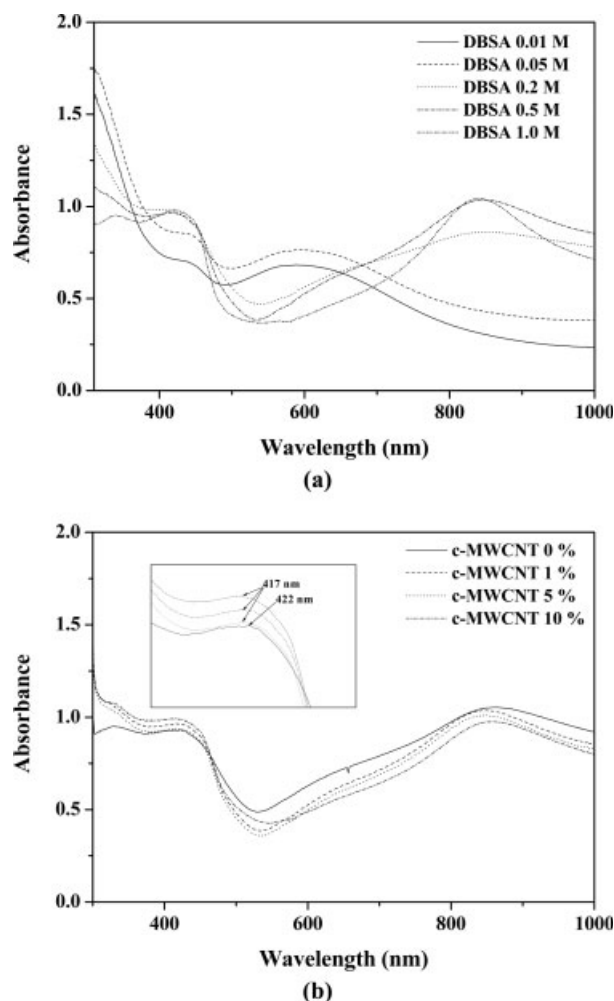 2.0
1.5
1.0
0.5
0.0
Absorbance
DBSA 0.01 M
DBSA 0.05 M
DBSA 0.2 M
DBSA 0.5 M
DBSA 1.0 M
400 600 800 1000
Wavelength (nm)
(a)
2.0
1.5
1.0
0.5
0.0
Absorbance
c-MWCNT 0 %
c-MWCNT 1 %
c-MWCNT 5 %
c-MWCNT 10 %
417 nm
422 nm
400 600 800 1000
Wavelength (nm)
(b)